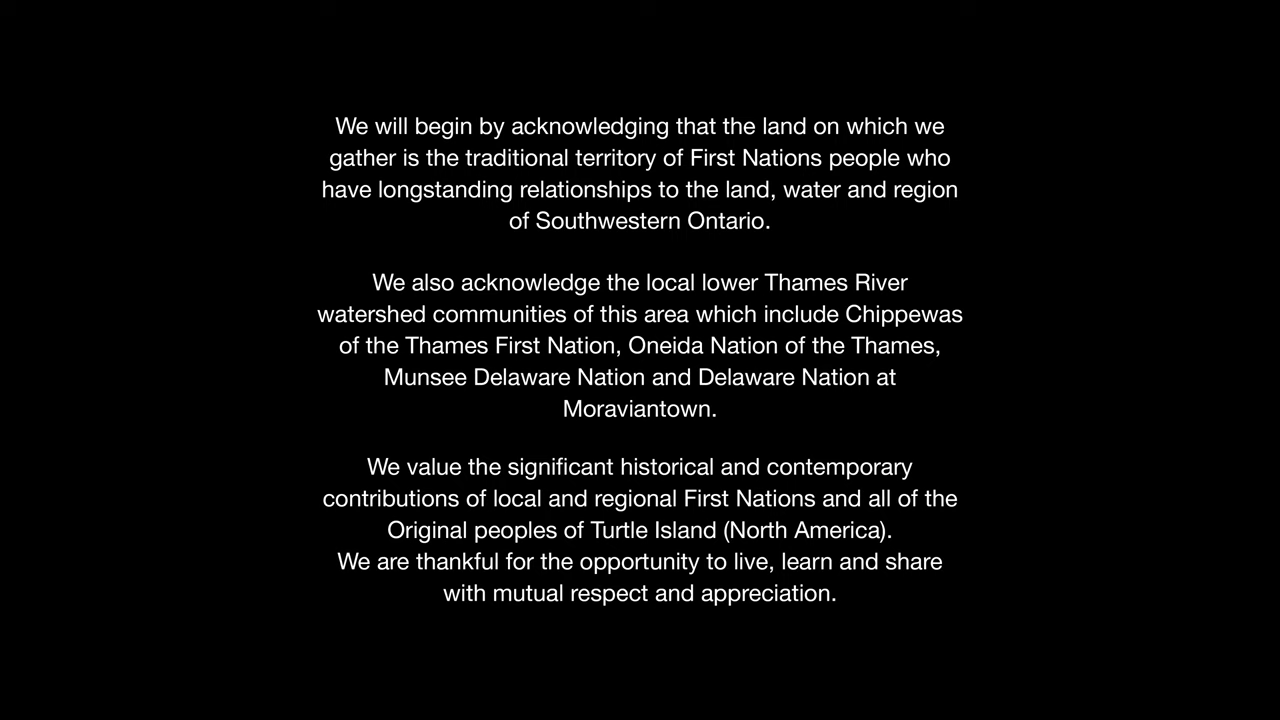 We will begin by acknowledging that the land on which we
gather is the traditional territory of First Nations people who
have longstanding relationships to the land, water and region
of Southwestern Ontario.
We also acknowledge the local lower Thames River
watershed communities of this area which include Chippewas
of the Thames First Nation, Oneida Nation of the Thames,
Munsee Delaware Nation and Delaware Nation at
Moraviantown.
We value the significant historical and contemporary
contributions of local and regional First Nations and all of the
Original peoples of Turtle Island (North America).
We are thankful for the opportunity to live, learn and share
with mutual respect and appreciation.